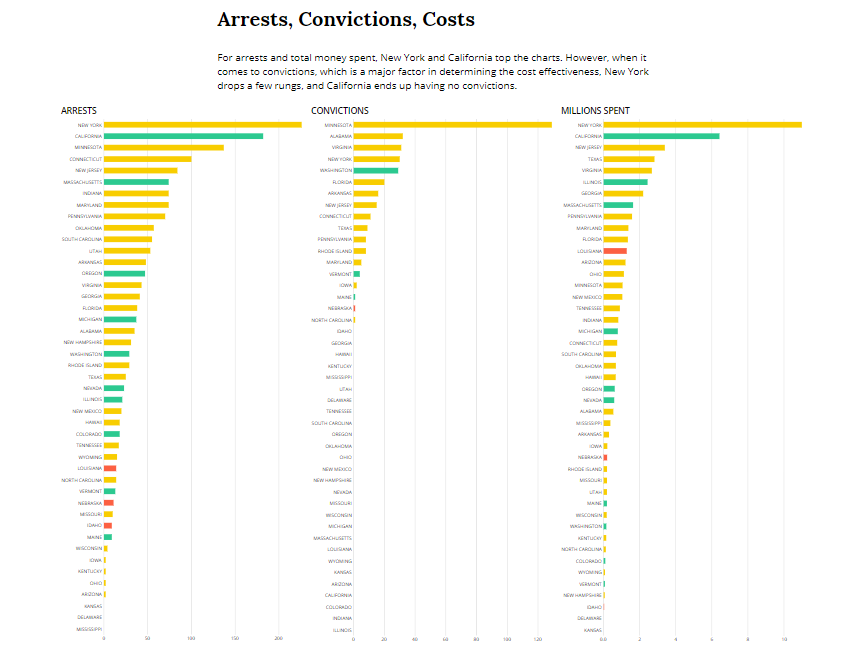 Arrests, Convictions, Costs
For arrests and total money spent, New York and California top the charts. However, when it
comes to convictions, which is a major factor in determining the cost effectiveness, New York
drops a few rungs, and California ends up having no convictions.
ARRESTS
NEW YORK
CALIFORNIA
MINNESOTA
CONNECTICUT
NEW JERSEY
MASSACHUSETTS
INDIANA
MARYLAND
PENNSYLVANIA
OKLAHOMA
SOUTH CAROLINA
UTAH
ARKANSAS
OREGON
VIRGINIA
GEORGIA
FLORIDA
MICHIGAN
ALABAMA
NEW HAMPSHIRE
WASHINGTON
RHODE ISLAND
TEXAS
NEVADA
ILLINOIS
NEW MEXICO
HAWAII
COLORADO
TENNESSEE
WYOMING
LOUISIANA
NORTH CAROLINA
VERMONT
NEBRASKA
MISSOURI
IDAHO
MAINE
WISCONSIN
IOWA
KENTUCKY
OHIO
ARIZONA
KANSAS
DELAWARE
MISSISSIPPI
0 50 100 150 200
CONVICTIONS
MINNESOTA
ALABAMA
VIRGINIA
NEW YORK
WASHINGTON
FLORIDA
ARKANSAS
NEW JERSEY
CONNECTICUT
TEXAS
PENNSYLVANIA
RHODE ISLAND
MARYLAND
VERMONT
IOWA
MAINE
NEBRASKA
NORTH CAROLINA
IDAHO
GEORGIA
HAWAII
KENTUCKY
MISSISSIPPI
UTAH
DELAWARE
TENNESSEE
SOUTH CAROLINA
OREGON
OKLAHOMA
OHIO
NEW MEXICO
NEW HAMPSHIRE
NEVADA
MISSOURI
WISCONSIN
MICHIGAN
MASSACHUSETTS
LOUISIANA
WYOMING
KANSAS
ARIZONA
CALIFORNIA
COLORADO
INDIANA
ILLINOIS
0 20 40 60 80 100 120
MILLIONS SPENT
NEW YORK
CALIFORNIA
NEW JERSEY
TEXAS
VIRGINIA
ILLINOIS
GEORGIA
MASSACHUSETTS
PENNSYLVANIA
MARYLAND
FLORIDA
LOUISIANA
ARIZONA
OHIO
MINNESOTA
NEW MEXICO
TENNESSEE
INDIANA
MICHIGAN
CONNECTICUT
SOUTH CAROLINA
OKLAHOMA
HAWAII
OREGON
NEVADA
ALABAMA
MISSISSIPPI
ARKANSAS
IOWA
NEBRASKA
RHODE ISLAND
MISSOURI
UTAH
MAINE
WISCONSIN
WASHINGTON
KENTUCKY
NORTH CAROLINA
COLORADO
WYOMING
VERMONT
NEW HAMPSHIRE
IDAHO
DELAWARE
KANSAS
0.0 2 4 6 8 10